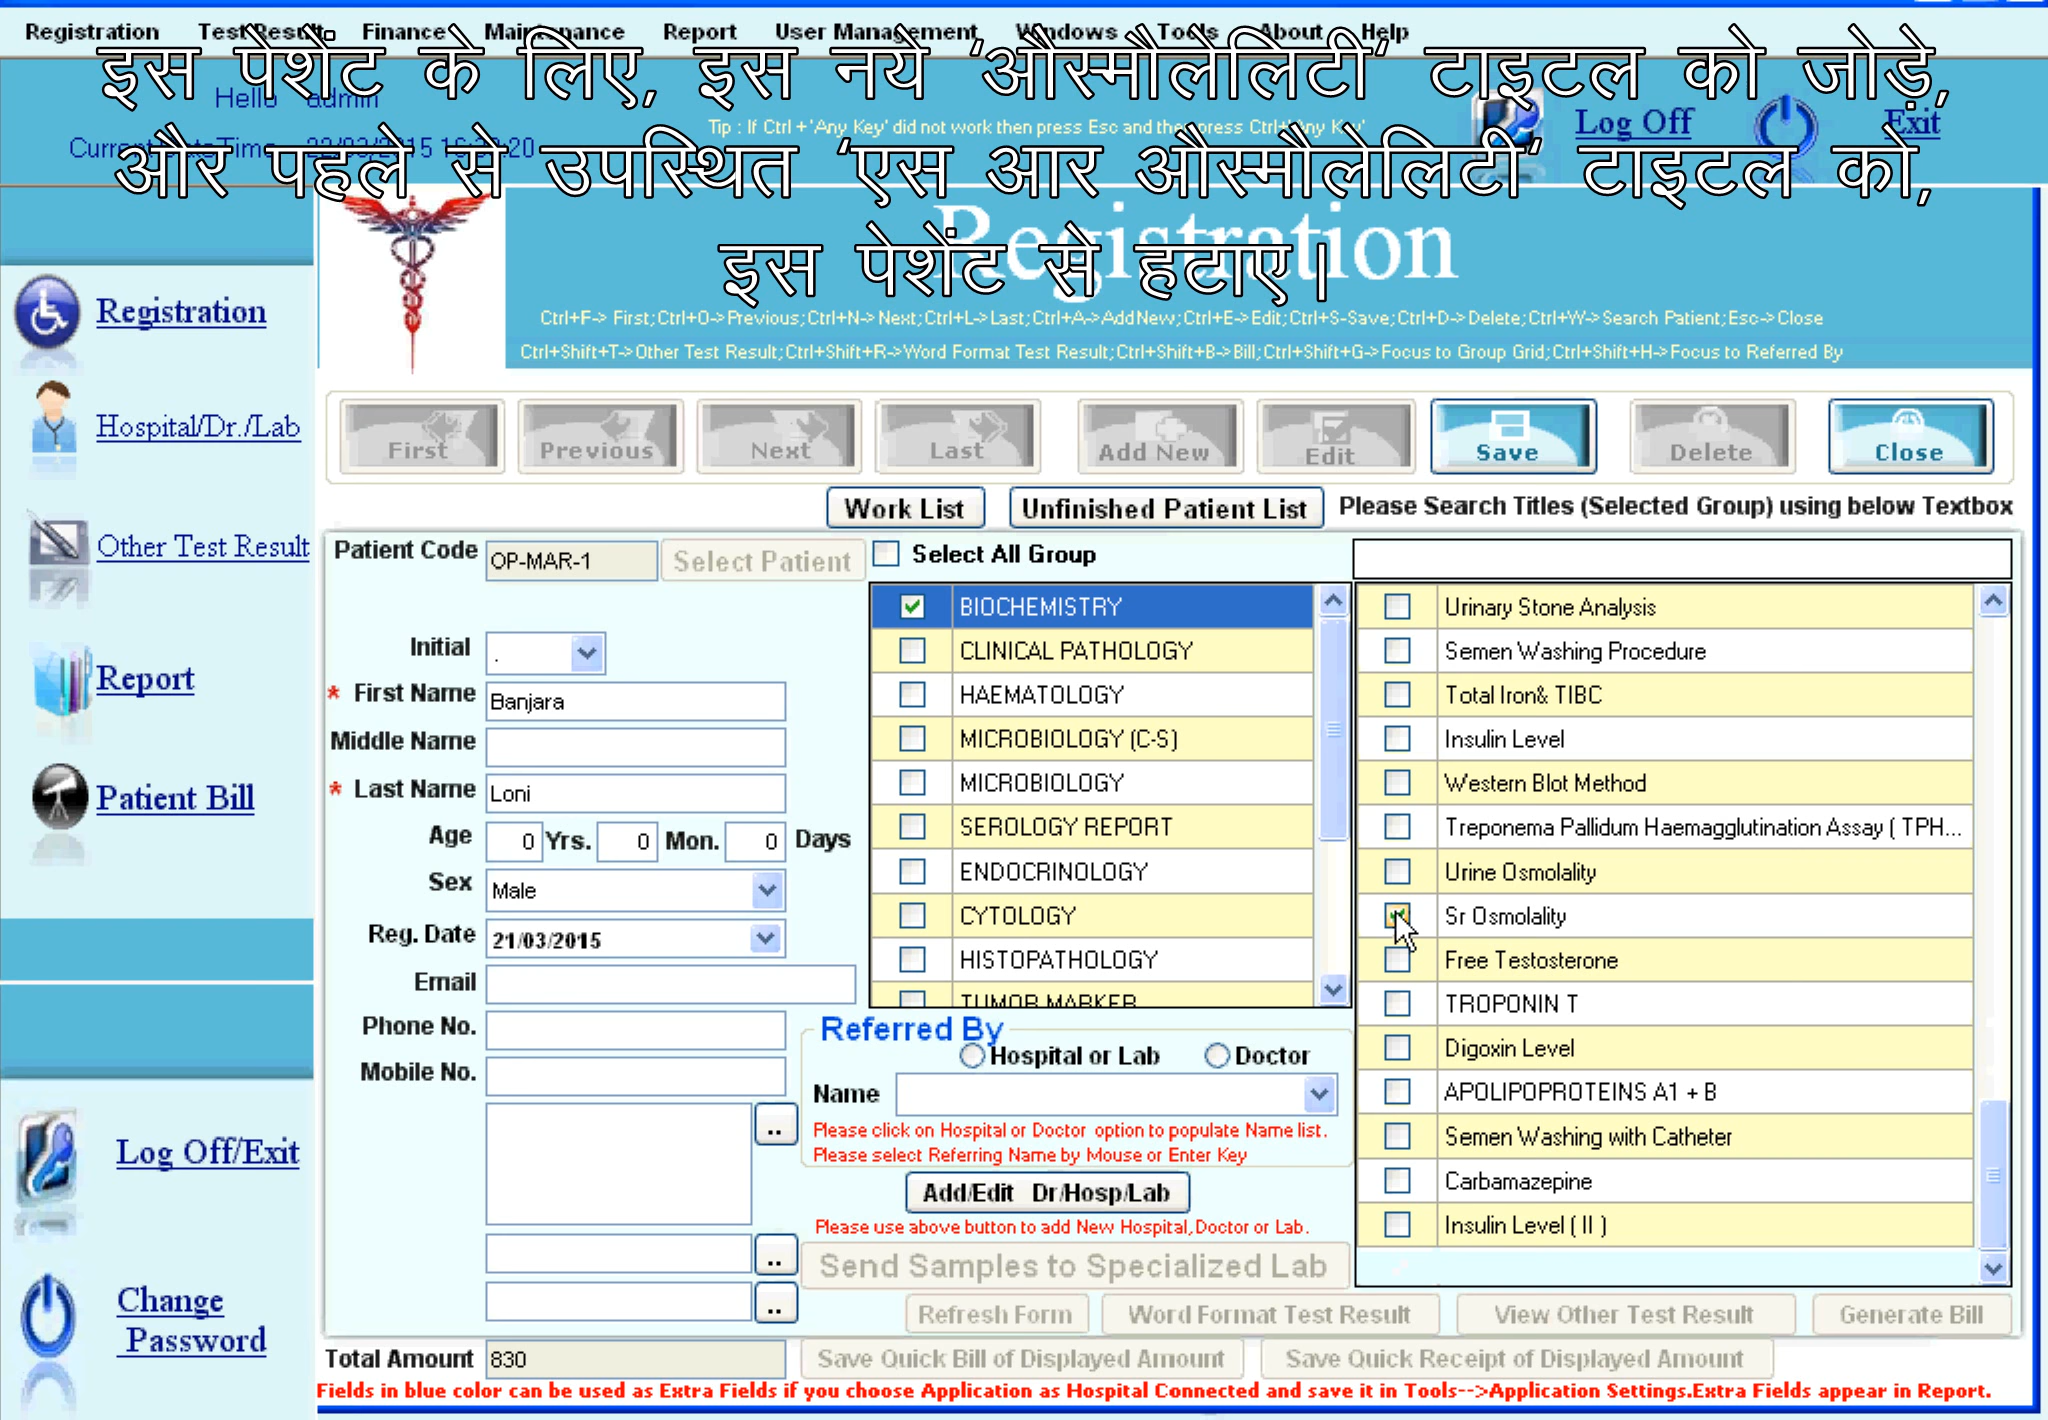 Registration Test Result Finance Maintenance Report User Management Windows Tools About Help
इस पेशेंट के लिए, इस नये ‘औस्मौलेलिटी‘ टाइटल को जोड़े,
Hello admin
Tip : If Ctrl + 'Any Key' did not work then press Esc and then press Ctrl+'Any Key'
Log Off
Exit
और पहले से उपस्थित ‘एस आर औस्मौलेलिटी‘ टाइटल को,
इस पेशेंट से हटाए।
Registration
Ctrl+F-> First;Ctrl+O->Previous;Ctrl+N->Next;Ctrl+L->Last;Ctrl+A->AddNew;Ctrl+E->Edit;Ctrl+S-Save;Ctrl+D->Delete;Ctrl+W->Search Patient;Esc->Close
Ctrl+Shift+T->Other Test Result;Ctrl+Shift+R->Word Format Test Result;Ctrl+Shift+B->Bill;Ctrl+Shift+G->Focus to Group Grid;Ctrl+Shift+H->Focus to Referred By
Registration
Hospital/Dr./Lab
Other Test Result
Report
Patient Bill
Log Off/Exit
Change
Password
First Previous Next Last Add New Edit Save Delete Close
Work List Unfinished Patient List Please Search Titles (Selected Group) using below Textbox
Patient Code OP-MAR-1 Select Patient
Initial .
* First Name Banjara
Middle Name
* Last Name Loni
Age 0 Yrs. 0 Mon. 0 Days
Sex Male
Reg. Date 21/03/2015
Email
Phone No.
Mobile No.
..
..
..
Total Amount 830
Select All Group
BIOCHEMISTRY
CLINICAL PATHOLOGY
HAEMATOLOGY
MICROBIOLOGY (C-S)
MICROBIOLOGY
SEROLOGY REPORT
ENDOCRINOLOGY
CYTOLOGY
HISTOPATHOLOGY
TUMOR MARKER
Referred By
Hospital or Lab Doctor
Name
Please click on Hospital or Doctor option to populate Name list.
Please select Referring Name by Mouse or Enter Key
Add/Edit Dr/Hosp/Lab
Please use above button to add New Hospital,Doctor or Lab.
Send Samples to Specialized Lab
Urinary Stone Analysis
Semen Washing Procedure
Total Iron& TIBC
Insulin Level
Western Blot Method
Treponema Pallidum Haemagglutination Assay ( TPH...
Urine Osmolality
Sr Osmolality
Free Testosterone
TROPONIN T
Digoxin Level
APOLIPOPROTEINS A1 + B
Semen Washing with Catheter
Carbamazepine
Insulin Level ( II )
Refresh Form Word Format Test Result View Other Test Result Generate Bill
Save Quick Bill of Displayed Amount Save Quick Receipt of Displayed Amount
Fields in blue color can be used as Extra Fields if you choose Application as Hospital Connected and save it in Tools-->Application Settings.Extra Fields appear in Report.